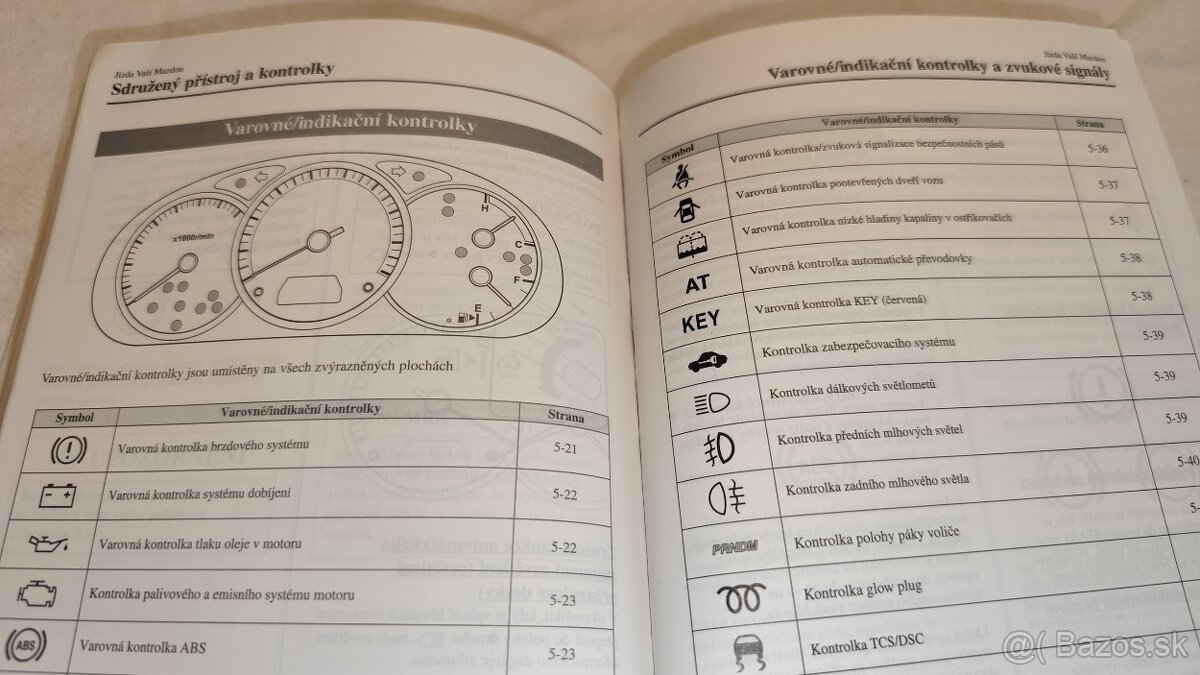 Jízda Vaší Mazdou
Sdružený přístroj a kontrolky
Varovné/indikační kontrolky
x1000r/min
H
C
F
E
Varovné/indikační kontrolky jsou umístěny na všech zvýrazněných plochách
Symbol Varovné/indikační kontrolky Strana
Varovná kontrolka brzdového systému 5-21
Varovná kontrolka systému dobíjení 5-22
Varovná kontrolka tlaku oleje v motoru 5-22
Kontrolka palivového a emisního systému motoru 5-23
ABS Varovná kontrolka ABS 5-23
Jízda Vaší Mazdou
Varovné/indikační kontrolky a zvukové signály
Symbol Varovné/indikační kontrolky Strana
Varovná kontrolka/zvuková signalizace bezpečnostních pásů 5-36
Varovná kontrolka pootevřených dveří vozu 5-37
Varovná kontrolka nízké hladiny kapaliny v ostřikovačích 5-37
AT Varovná kontrolka automatické převodovky 5-38
KEY Varovná kontrolka KEY (červená) 5-38
Kontrolka zabezpečovacího systému 5-39
Kontrolka dálkových světlometů 5-39
Kontrolka předních mlhových světel 5-39
Kontrolka zadního mlhového světla 5-40
PRNDM Kontrolka polohy páky voliče 5-
Kontrolka glow plug
Kontrolka TCS/DSC
@( Bazos.sk